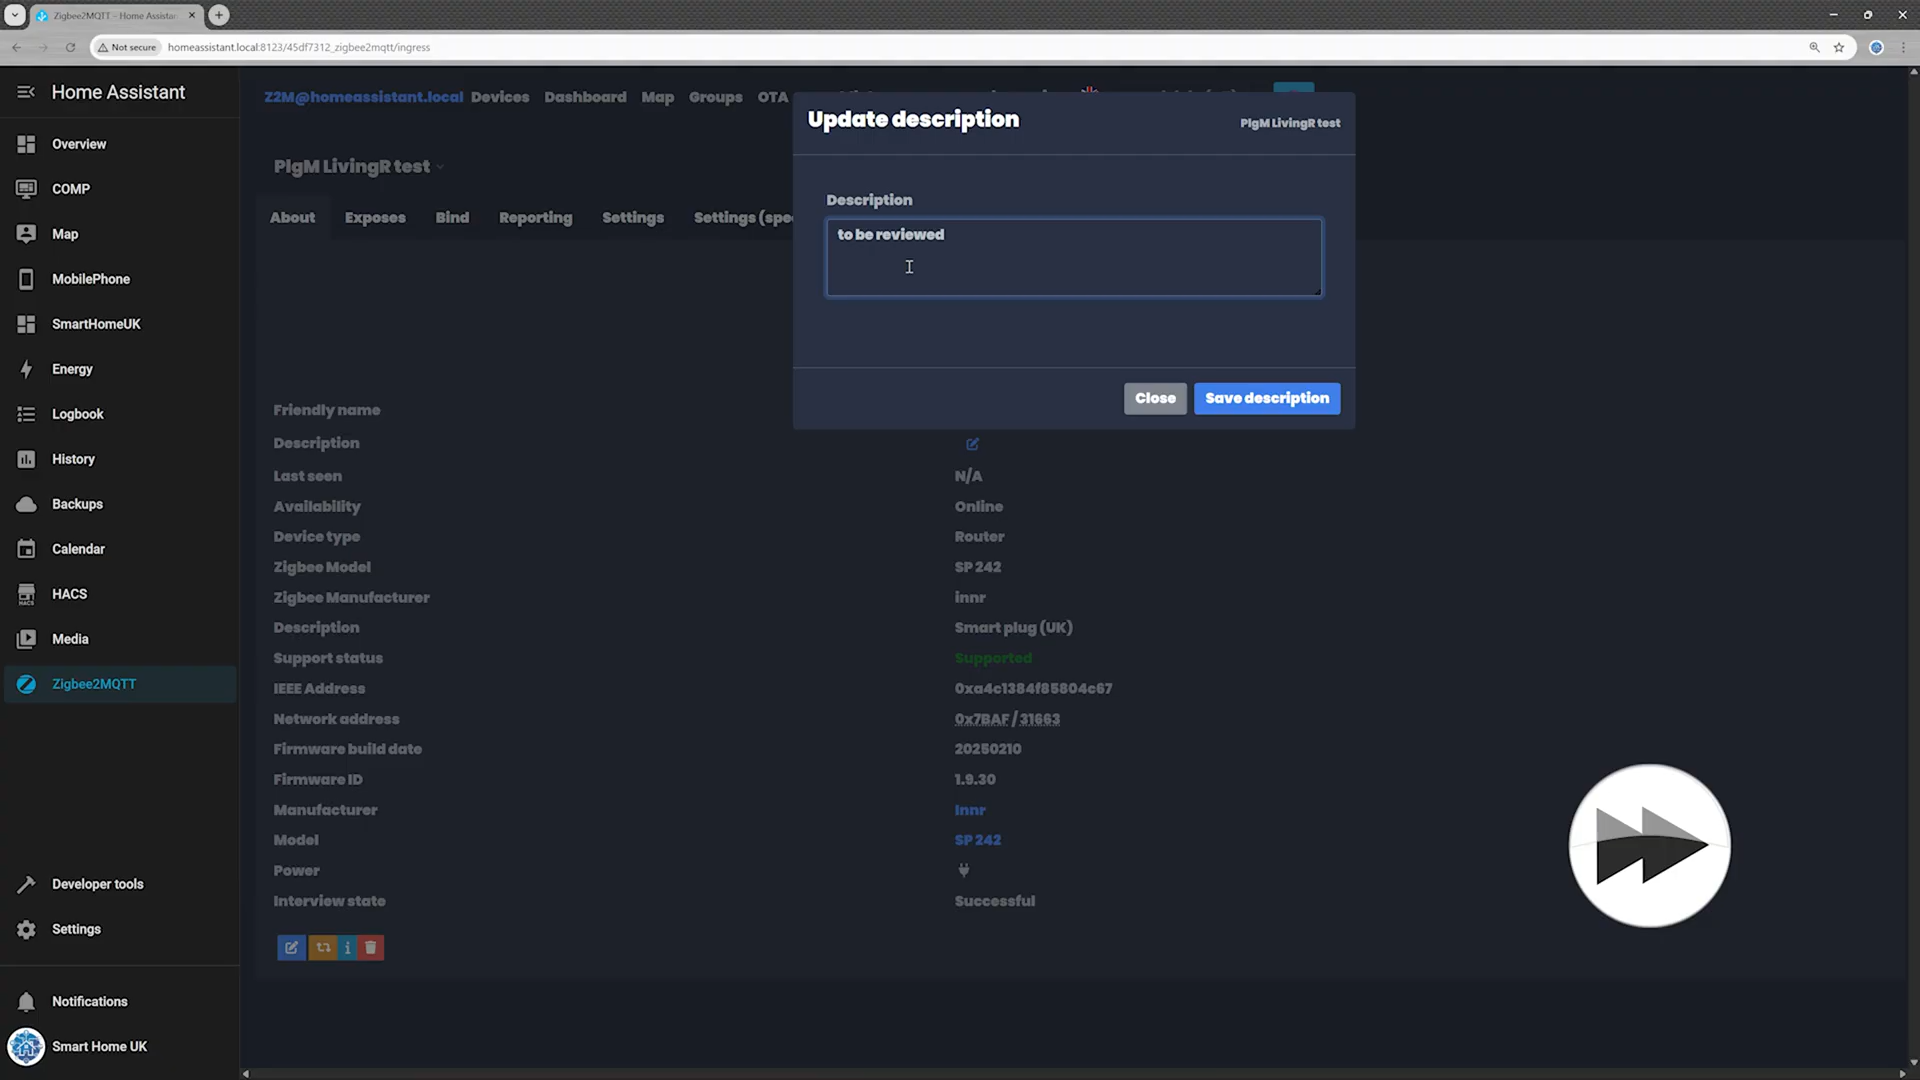 Zigbee2MQTT - Home Assistan
Not secure
homeassistant.local:8123/45df7312_zigbee2mqtt/ingress
Home Assistant
Overview
COMP
Map
MobilePhone
SmartHomeUK
Energy
Logbook
History
Backups
Calendar
HACS
Media
Zigbee2MQTT
Developer tools
Settings
Notifications
Smart Home UK
Z2M@homeassistant.local Devices Dashboard Map Groups OTA
PlgM LivingR test
About Exposes Bind Reporting Settings Settings (spec
Update description
PlgM LivingR test
Description
to be reviewed
Close
Save description
Friendly name
Description
Last seen N/A
Availability Online
Device type Router
Zigbee Model SP 242
Zigbee Manufacturer innr
Description Smart plug (UK)
Support status Supported
IEEE Address 0xa4c1384f85804c67
Network address 0x7BAF / 31663
Firmware build date 20250210
Firmware ID 1.9.30
Manufacturer Innr
Model SP 242
Power
Interview state Successful